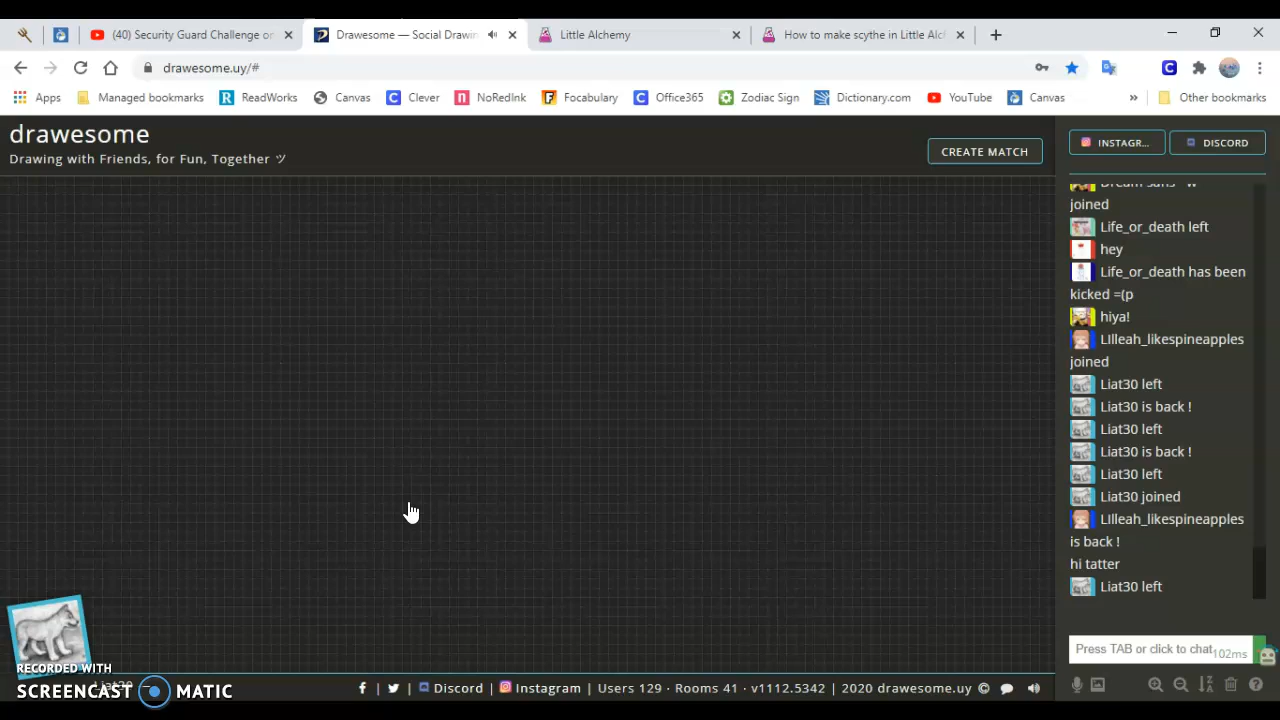 (40) Security Guard Challenge or
Drawesome — Social Drawin
Little Alchemy
How to make scythe in Little Alch
drawesome.uy/#
Apps
Managed bookmarks
ReadWorks
Canvas
Clever
NoRedInk
Focabulary
Office365
Zodiac Sign
Dictionary.com
YouTube
Canvas
»
Other bookmarks
drawesome
Drawing with Friends, for Fun, Together ツ
CREATE MATCH
INSTAGR...
DISCORD
joined
Life_or_death left
hey
Life_or_death has been
kicked =(p
hiya!
LIlleah_likespineapples
joined
Liat30 left
Liat30 is back !
Liat30 left
Liat30 is back !
Liat30 left
Liat30 joined
LIlleah_likespineapples
is back !
hi tatter
Liat30 left
Press TAB or click to chat
102ms
RECORDED WITH
SCREENCAST MATIC
Discord | Instagram | Users 129 · Rooms 41 · v1112.5342 | 2020 drawesome.uy ©